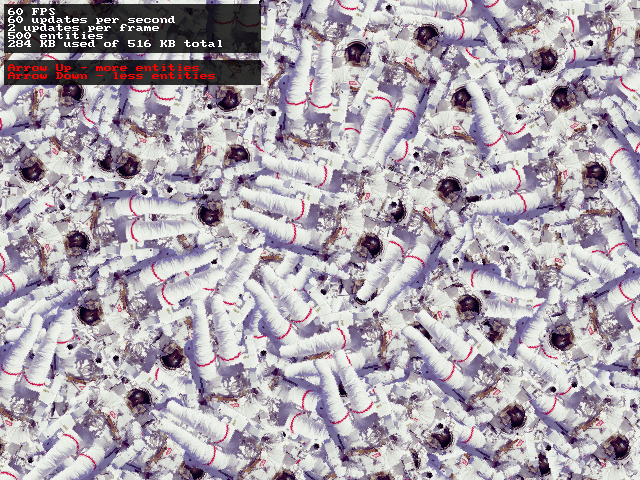 60 FPS
60 updates per second
2 updates per frame
500 entities
284 KB used of 516 KB total
Arrow Up - more entities
Arrow Down - less entities